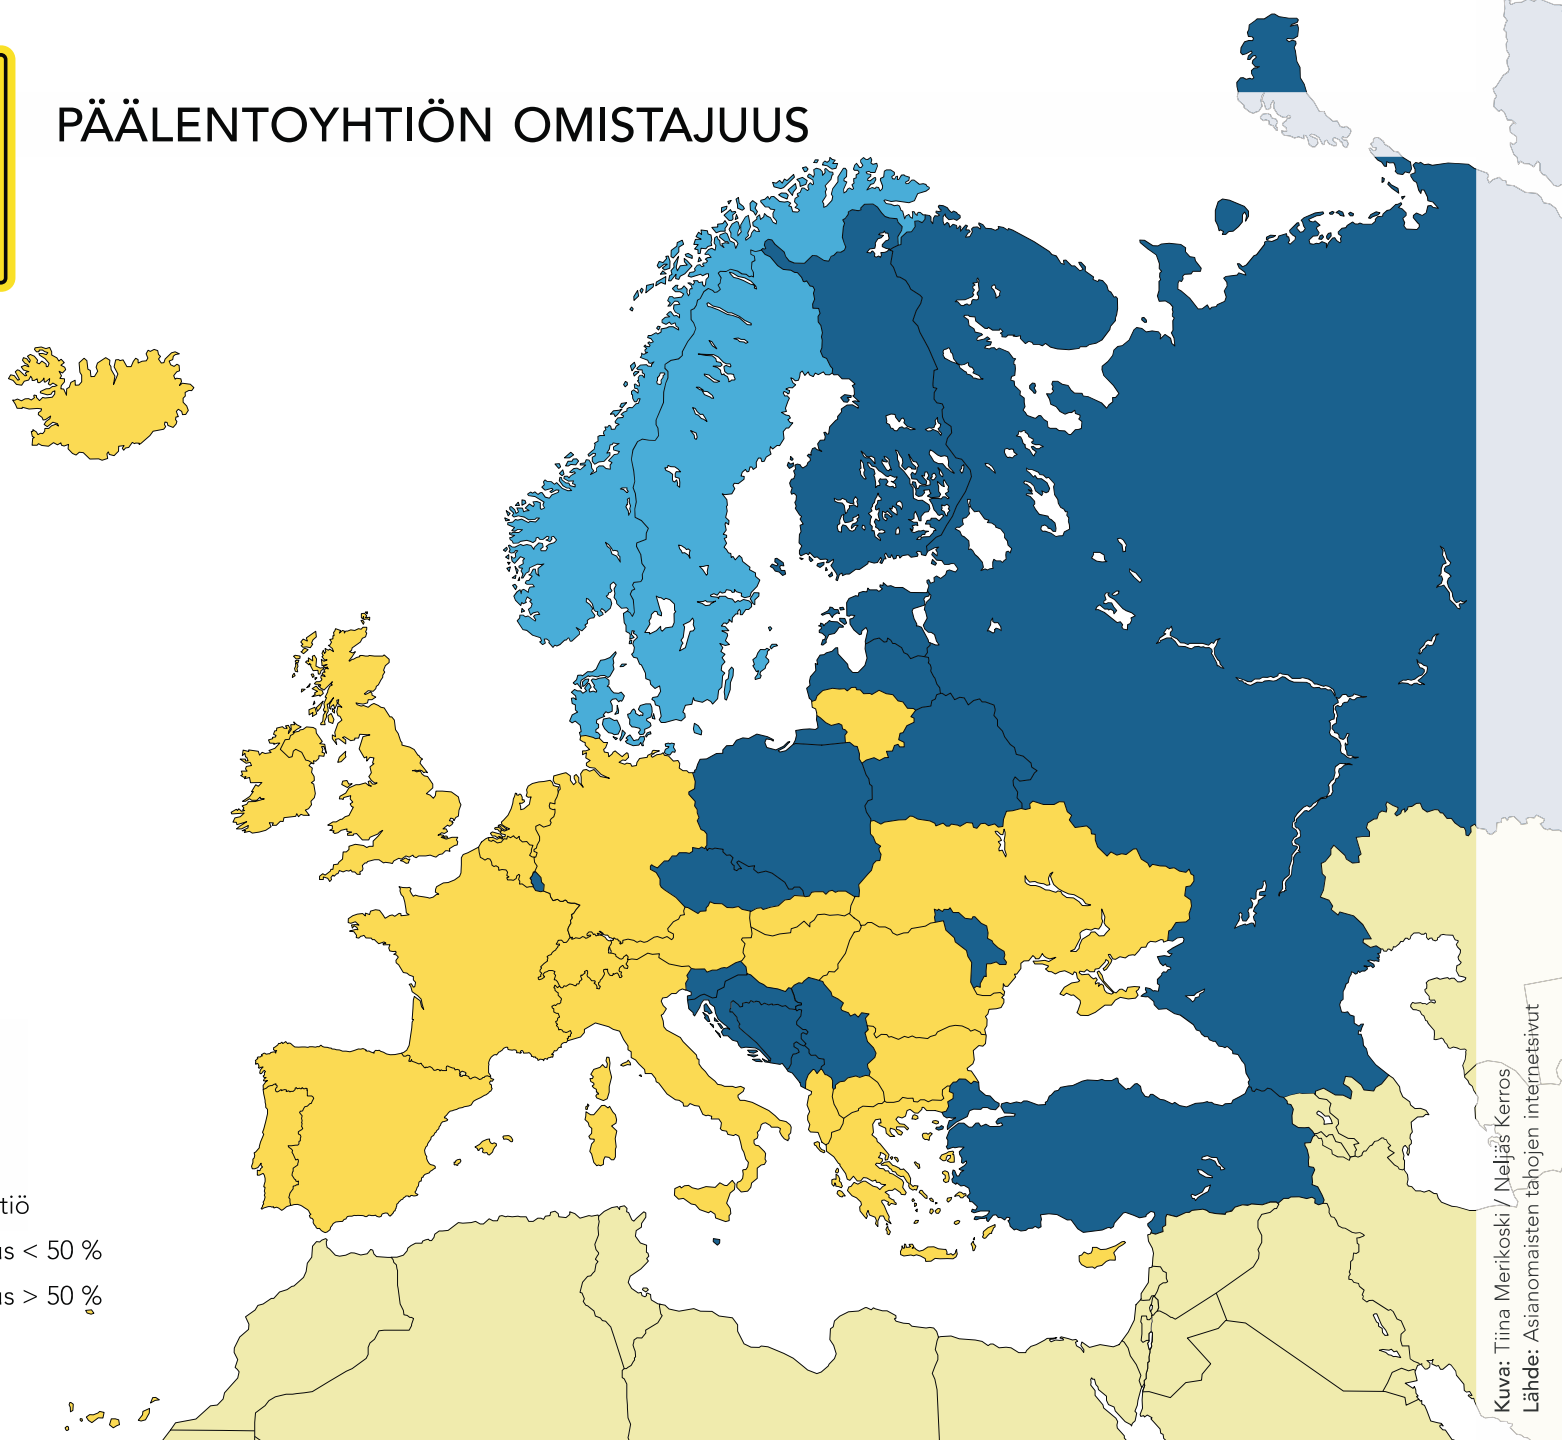 PÄÄLENTOYHTIÖN OMISTAJUUS
tiö
us < 50 %
us > 50 %
Kuva: Tiina Merikoski / Neljäs Kerros
Lähde: Asianomaisten tahojen internetsivut